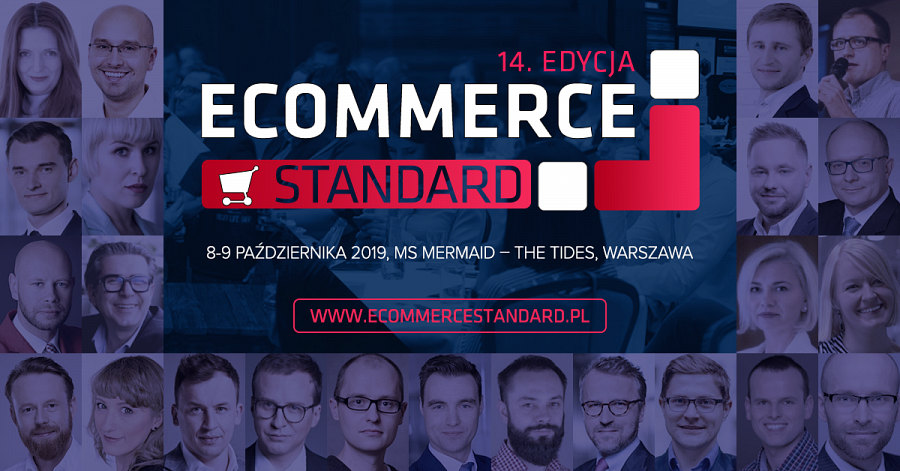 14. EDYCJA
ECOMMERCE
STANDARD
8-9 PAŹDZIERNIKA 2019, MS MERMAID – THE TIDES, WARSZAWA
WWW.ECOMMERCESTANDARD.PL